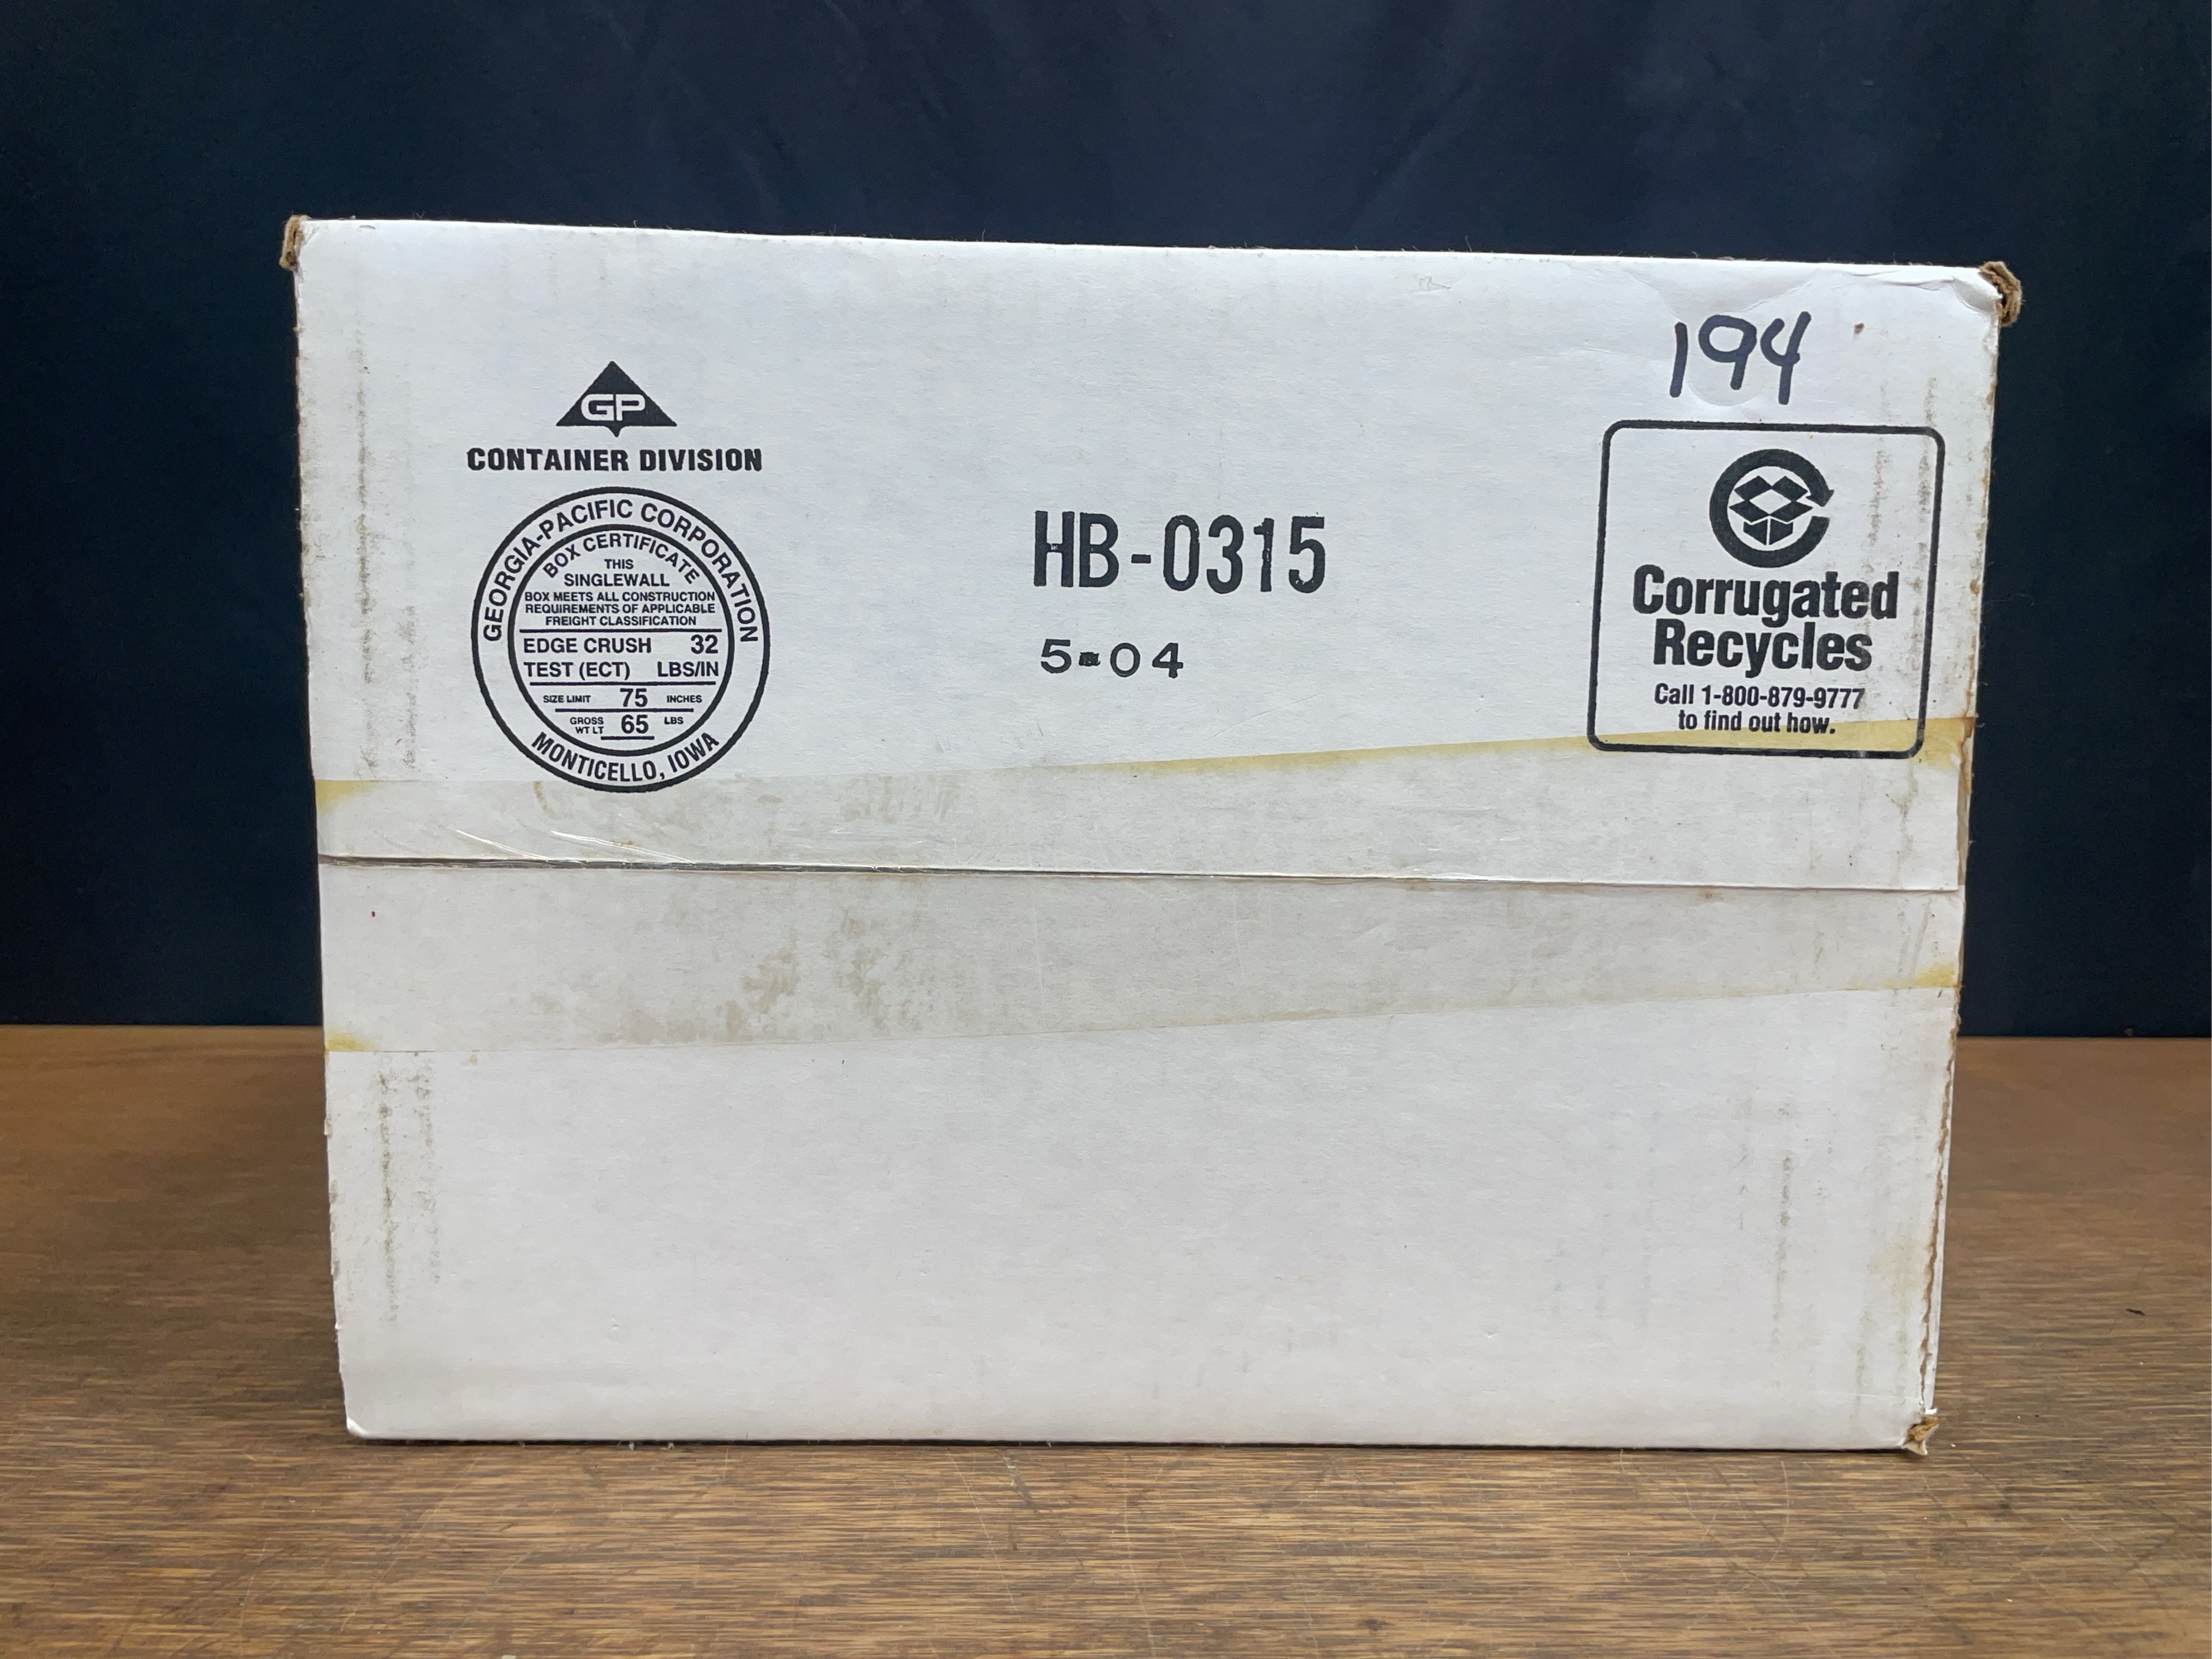 GP
CONTAINER DIVISION
GEORGIA-PACIFIC CORPORATION
BOX CERTIFICATE
THIS
SINGLEWALL
BOX MEETS ALL CONSTRUCTION
REQUIREMENTS OF APPLICABLE
FREIGHT CLASSIFICATION
EDGE CRUSH 32
TEST (ECT) LBS/IN
SIZE LIMIT 75 INCHES
GROSS
WT LT 65 LBS
MONTICELLO, IOWA
HB-0315
5-04
194
Corrugated
Recycles
Call 1-800-879-9777
to find out how.